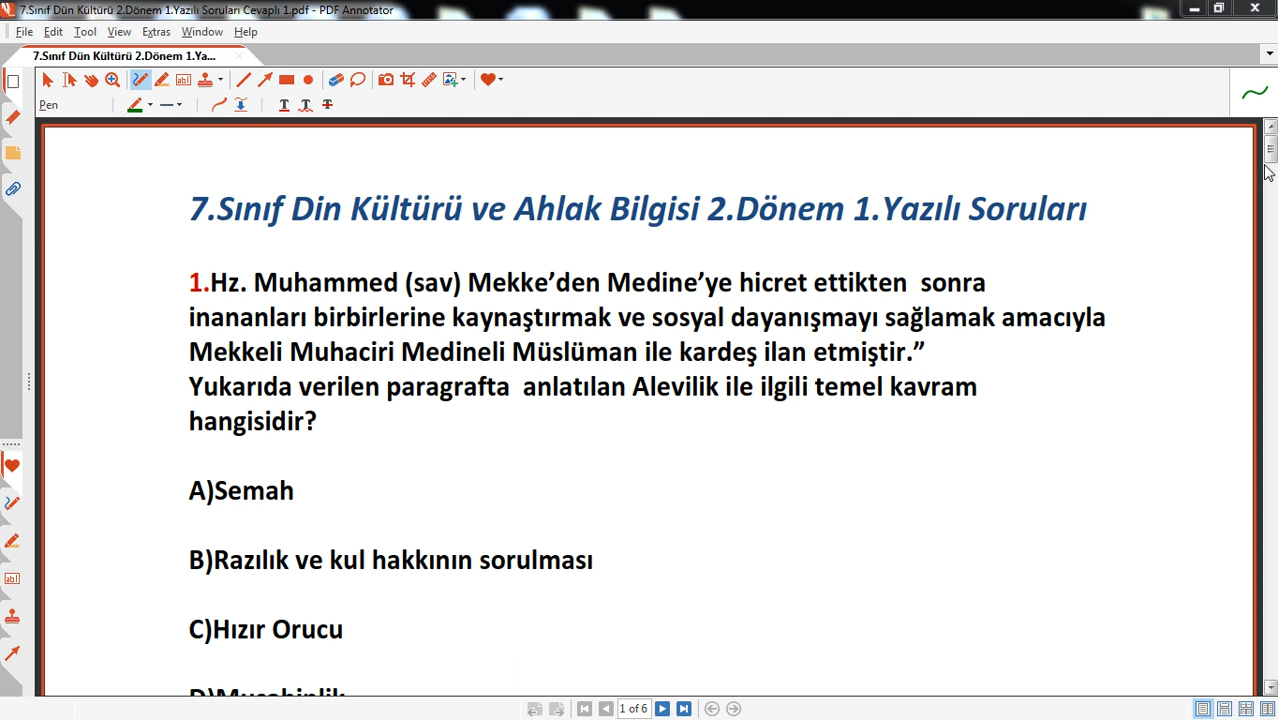 7.Sınıf Dün Kültürü 2.Dönem 1.Yazılı Soruları Cevaplı 1.pdf - PDF Annotator
File Edit Tool View Extras Window Help
7.Sınıf Dün Kültürü 2.Dönem 1.Ya...
Pen
7.Sınıf Din Kültürü ve Ahlak Bilgisi 2.Dönem 1.Yazılı Soruları
1.Hz. Muhammed (sav) Mekke’den Medine’ye hicret ettikten sonra
inananları birbirlerine kaynaştırmak ve sosyal dayanışmayı sağlamak amacıyla
Mekkeli Muhaciri Medineli Müslüman ile kardeş ilan etmiştir.”
Yukarıda verilen paragrafta anlatılan Alevilik ile ilgili temel kavram
hangisidir?
A)Semah
B)Razılık ve kul hakkının sorulması
C)Hızır Orucu
D)Musahiplik
1 of 6